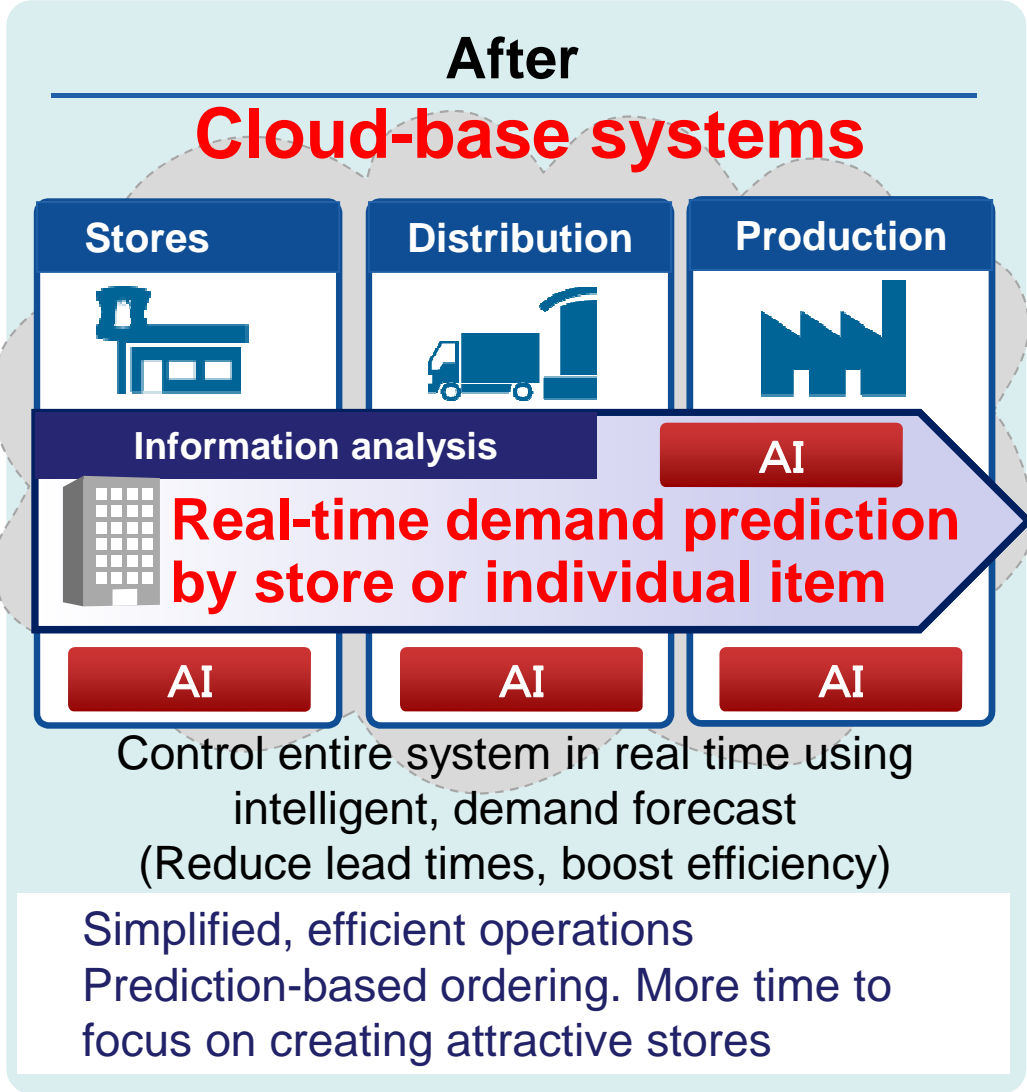 After
Cloud-base systems
Stores
Distribution
Production
Information analysis
AI
Real-time demand prediction
by store or individual item
AI
AI
AI
Control entire system in real time using
intelligent, demand forecast
(Reduce lead times, boost efficiency)
Simplified, efficient operations
Prediction-based ordering. More time to
focus on creating attractive stores